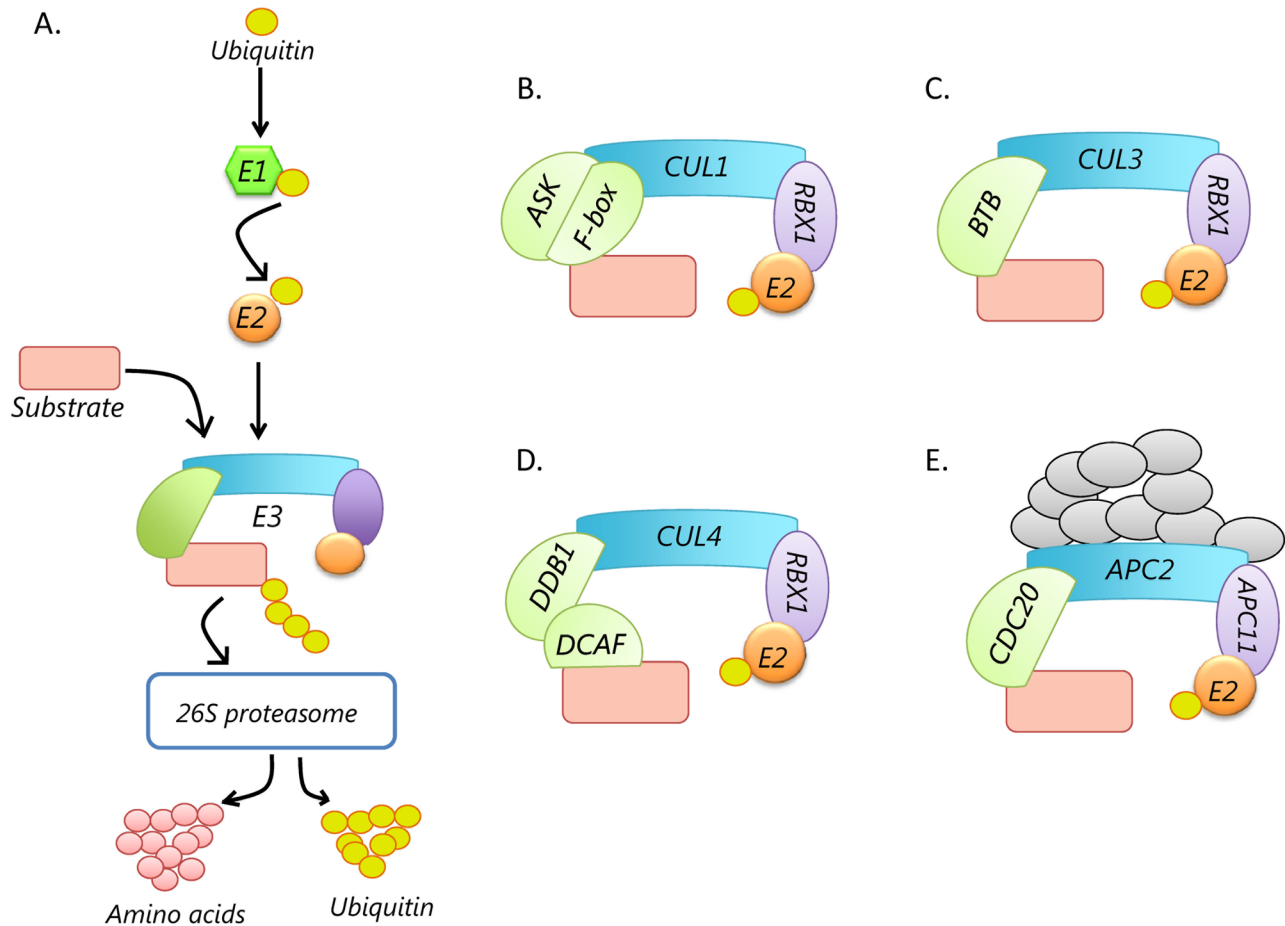 A.
Ubiquitin
E1
E2
Substrate
E3
26S proteasome
Amino acids
Ubiquitin
B.
CUL1
ASK
F-box
RBX1
E2
C.
CUL3
BTB
RBX1
E2
D.
CUL4
DDB1
DCAF
RBX1
E2
E.
APC2
CDC20
APC11
E2